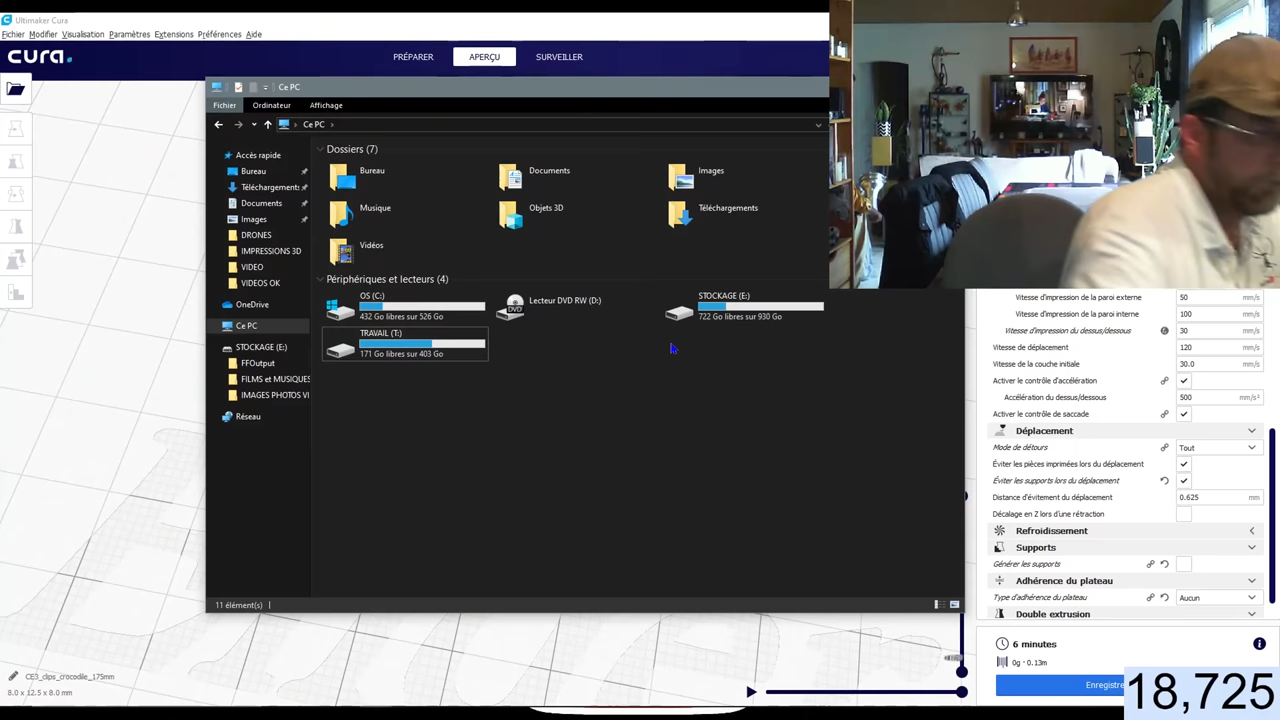 Ultimaker Cura
Fichier Modifier Visualisation Paramètres Extensions Préférences Aide
cura.
PRÉPARER APERÇU SURVEILLER
Ce PC
Fichier Ordinateur Affichage
Ce PC
Accès rapide
Bureau
Téléchargements
Documents
Images
DRONES
IMPRESSIONS 3D
VIDEO
VIDEOS OK
OneDrive
Ce PC
STOCKAGE (E:)
FFOutput
FILMS et MUSIQUES
IMAGES PHOTOS VI
Réseau
Dossiers (7)
Bureau Documents Images
Musique Objets 3D Téléchargements
Vidéos
Périphériques et lecteurs (4)
OS (C:)
432 Go libres sur 526 Go
Lecteur DVD RW (D:)
DVD
STOCKAGE (E:)
722 Go libres sur 930 Go
TRAVAIL (T:)
171 Go libres sur 403 Go
11 élément(s)
Vitesse d'impression de la paroi externe 50 mm/s
Vitesse d'impression de la paroi interne 100 mm/s
Vitesse d'impression du dessus/dessous 30 mm/s
Vitesse de déplacement 120 mm/s
Vitesse de la couche initiale 30.0 mm/s
Activer le contrôle d'accélération
Accélération du dessus/dessous 500 mm/s²
Activer le contrôle de saccade
Déplacement
Mode de détours Tout
Éviter les pièces imprimées lors du déplacement
Éviter les supports lors du déplacement
Distance d'évitement du déplacement 0.625 mm
Décalage en Z lors d'une rétraction
Refroidissement
Supports
Générer les supports
Adhérence du plateau
Type d'adhérence du plateau Aucun
Double extrusion
6 minutes
0g · 0.13m
Enregistre
18,725
CE3_clips_crocodile_175mm
8.0 x 12.5 x 8.0 mm